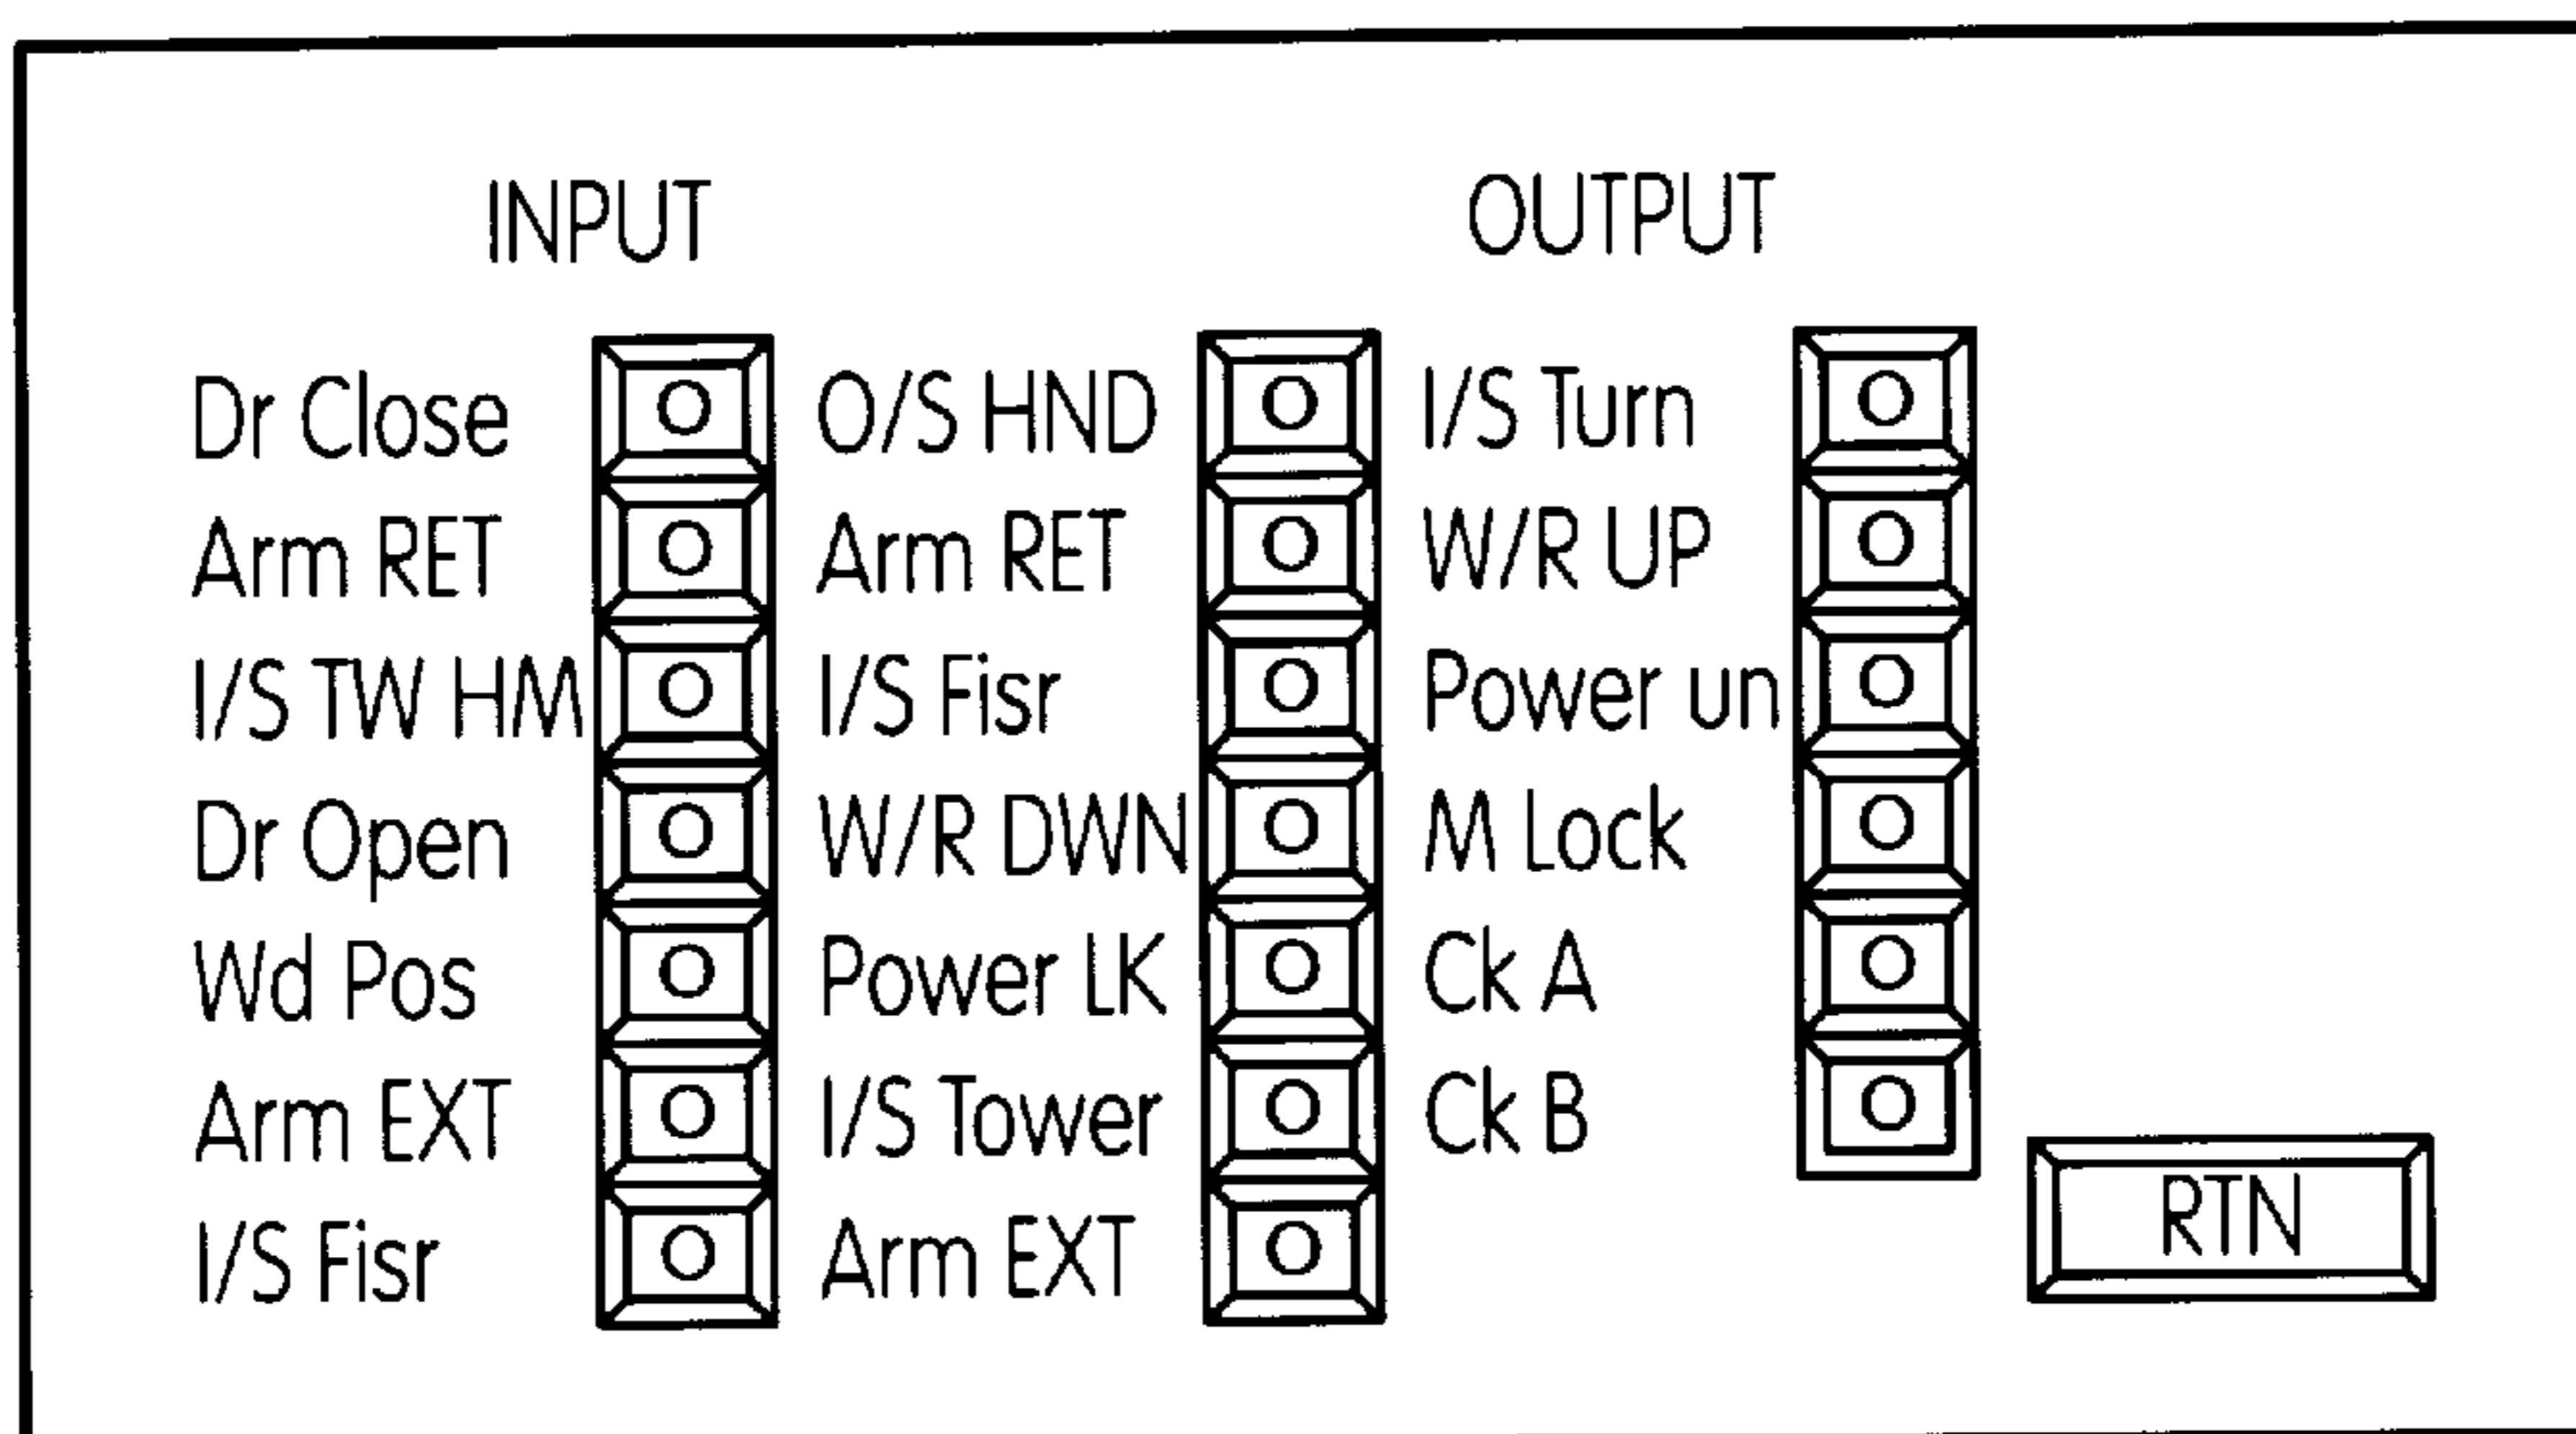 INPUT OUTPUT
Dr Close O O/S HND O I/S Turn O
Arm RET O Arm RET O W/R UP O
I/S TW HM O I/S Fisr O Power un O
Dr Open O W/R DWN O M Lock O
Wd Pos O Power LK O Ck A O
Arm EXT O I/S Tower O Ck B O
I/S Fisr O Arm EXT O RTN